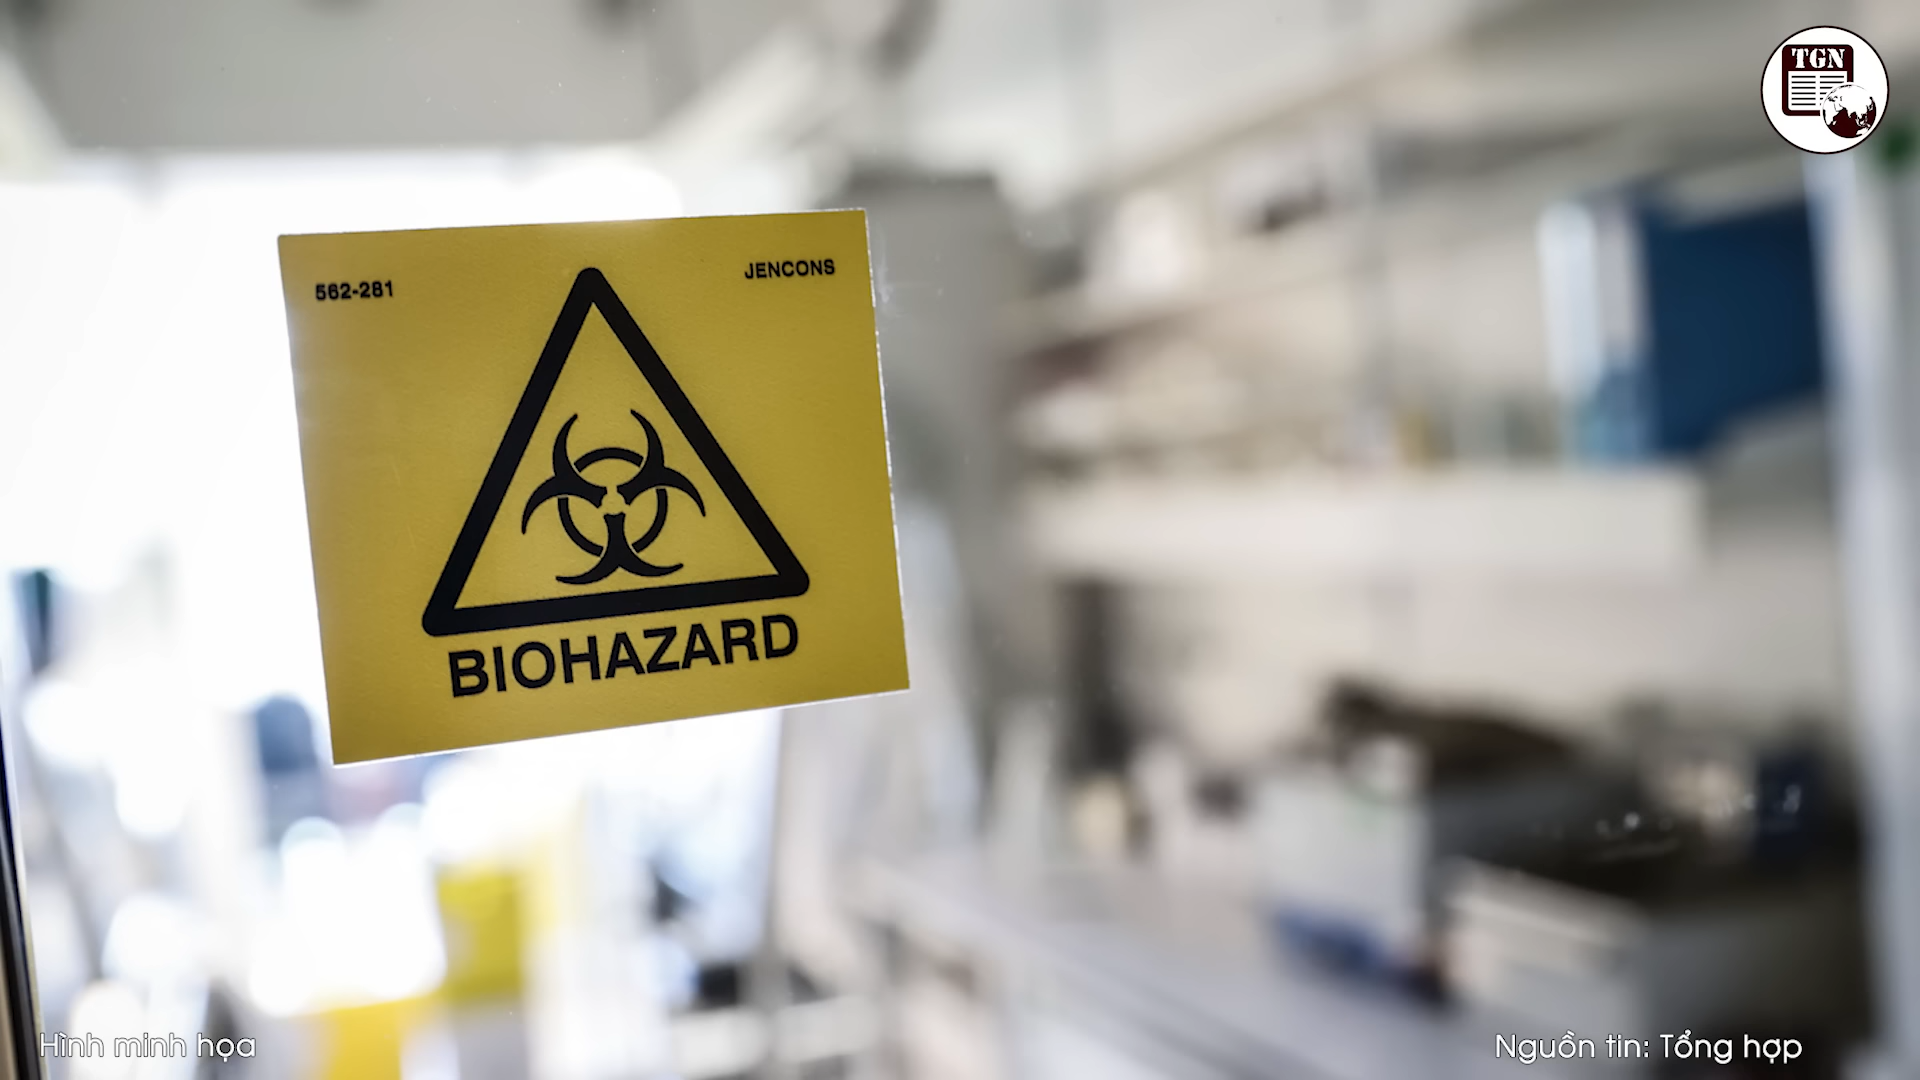 TGN
562-281
JENCONS
BIOHAZARD
Hình minh họa
Nguồn tin: Tổng hợp